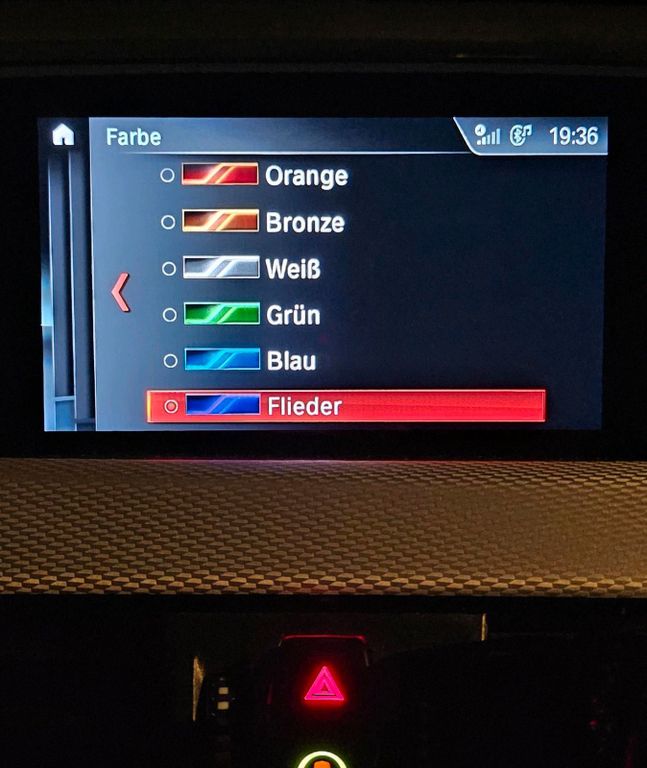 Farbe
19:36
Orange
Bronze
Weiß
Grün
Blau
Flieder